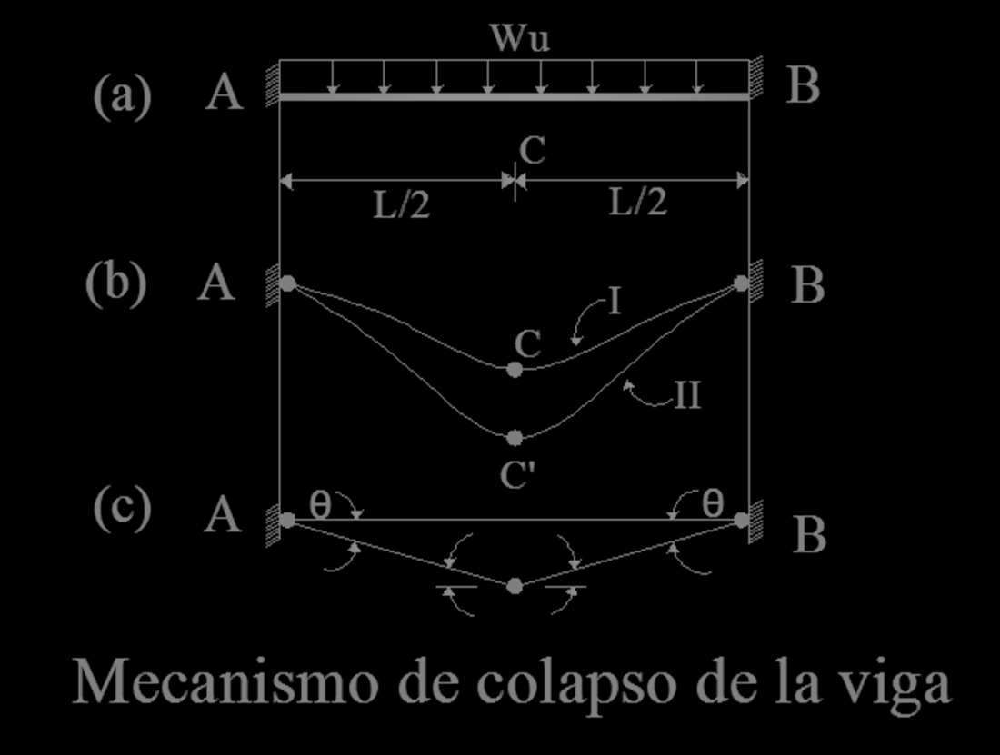 Wu
(a) A B
C
L/2 L/2
(b) A B
I
C
II
C'
(c) A θ θ B
Mecanismo de colapso de la viga